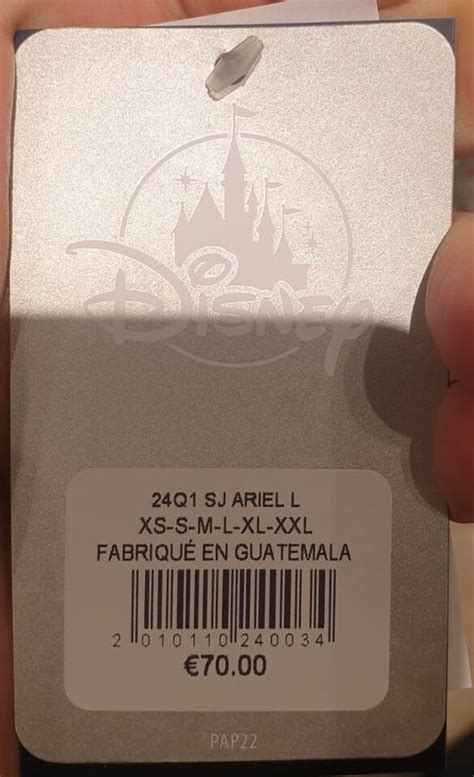 Disney
24Q1 SJ ARIEL L
XS-S-M-L-XL-XXL
FABRIQUÉ EN GUATEMALA
2 010110 240034
€70.00
PAP22